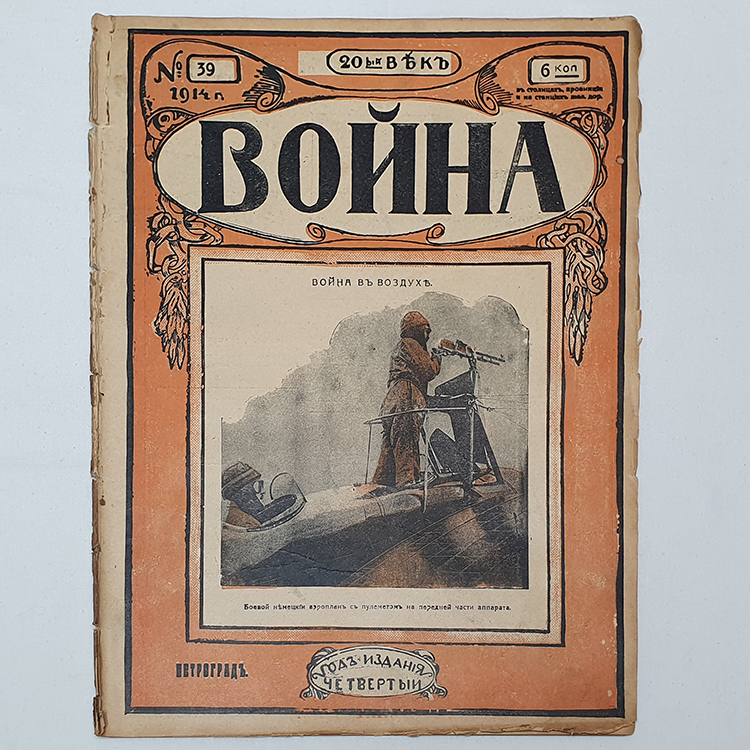 № 39
1914 г.
20ый ВѢКЪ
6 коп
въ столицахъ, провинціи
и на станціяхъ жел. дор.
ВОЙНА
ВОЙНА ВЪ ВОЗДУХѢ.
Боевой нѣмецкій аэропланъ съ пулеметомъ на передней части аппарата.
ПЕТРОГРАДЪ.
ГОДЪ ИЗДАНІЯ
ЧЕТВЕРТЫЙ